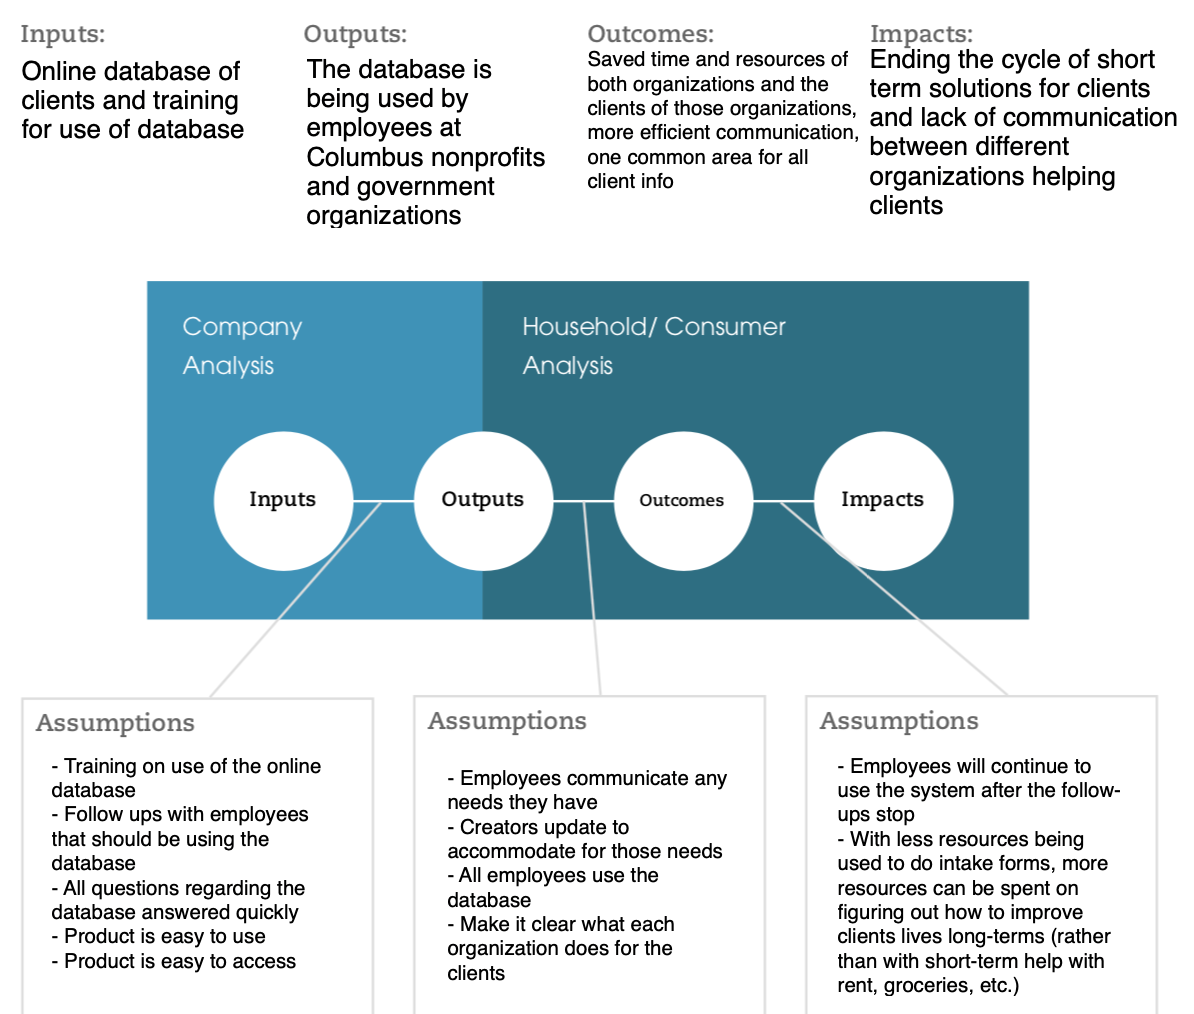 Inputs:
Online database of
clients and training
for use of database
Outputs:
The database is
being used by
employees at
Columbus nonprofits
and government
organizations
Outcomes:
Saved time and resources of
both organizations and the
clients of those organizations,
more efficient communication,
one common area for all
client info
Impacts:
Ending the cycle of short
term solutions for clients
and lack of communication
between different
organizations helping
clients
Company
Analysis
Household/ Consumer
Analysis
Inputs
Outputs
Outcomes
Impacts
Assumptions
- Training on use of the online
database
- Follow ups with employees
that should be using the
database
- All questions regarding the
database answered quickly
- Product is easy to use
- Product is easy to access
Assumptions
- Employees communicate any
needs they have
- Creators update to
accommodate for those needs
- All employees use the
database
- Make it clear what each
organization does for the
clients
Assumptions
- Employees will continue to
use the system after the follow-
ups stop
- With less resources being
used to do intake forms, more
resources can be spent on
figuring out how to improve
clients lives long-terms (rather
than with short-term help with
rent, groceries, etc.)